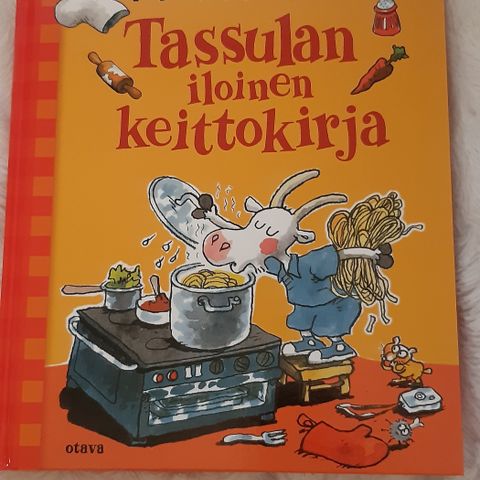 Tassulan
iloinen
keittokirja
otava